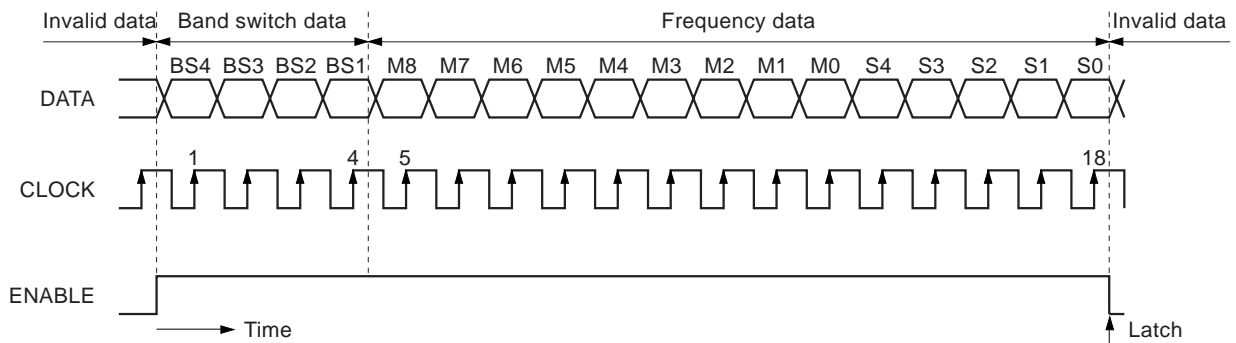 Invalid data Band switch data Frequency data Invalid data
BS4 BS3 BS2 BS1 M8 M7 M6 M5 M4 M3 M2 M1 M0 S4 S3 S2 S1 S0
DATA
1 4 5 18
CLOCK
ENABLE
Time Latch